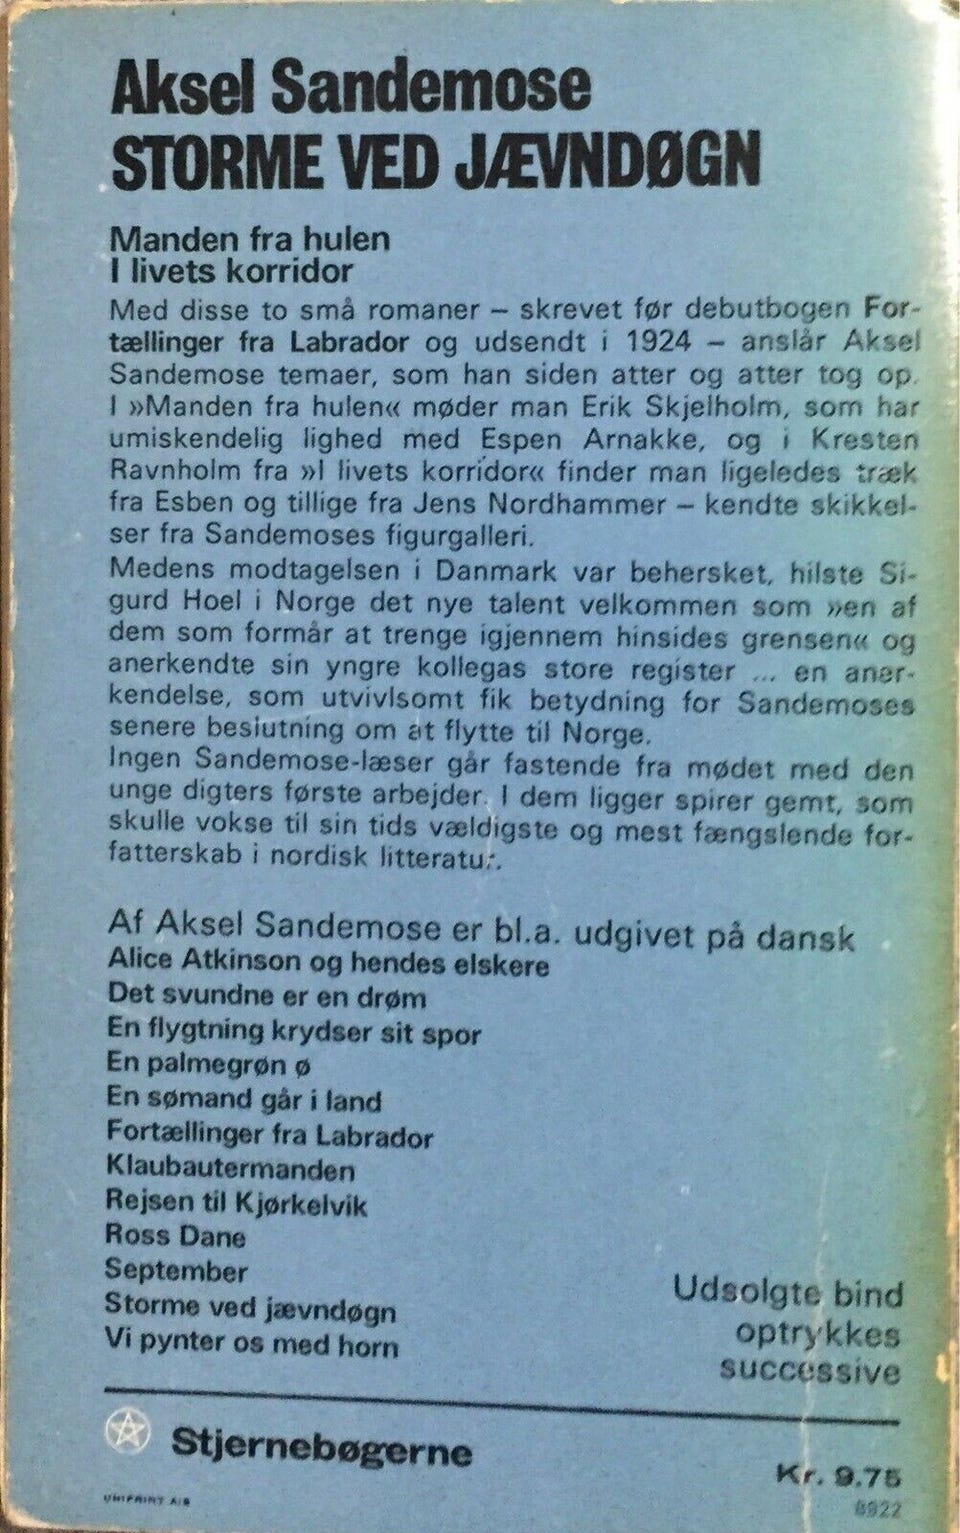 Aksel Sandemose
STORME VED JÆVNDØGN
Manden fra hulen
I livets korridor
Med disse to små romaner – skrevet før debutbogen For-
tællinger fra Labrador og udsendt i 1924 – anslår Aksel
Sandemose temaer, som han siden atter og atter tog op.
I »Manden fra hulen« møder man Erik Skjelholm, som har
umiskendelig lighed med Espen Arnakke, og i Kresten
Ravnholm fra »I livets korridor« finder man ligeledes træk
fra Esben og tillige fra Jens Nordhammer – kendte skikkel-
ser fra Sandemoses figurgalleri.
Medens modtagelsen i Danmark var behersket, hilste Si-
gurd Hoel i Norge det nye talent velkommen som »en af
dem som formår at trenge igjennem hinsides grensen« og
anerkendte sin yngre kollegas store register ... en aner-
kendelse, som utvivlsomt fik betydning for Sandemoses
senere beslutning om at flytte til Norge.
Ingen Sandemose-læser går fastende fra mødet med den
unge digters første arbejder. I dem ligger spirer gemt, som
skulle vokse til sin tids vældigste og mest fængslende for-
fatterskab i nordisk litteratur.
Af Aksel Sandemose er bl.a. udgivet på dansk
Alice Atkinson og hendes elskere
Det svundne er en drøm
En flygtning krydser sit spor
En palmegrøn ø
En sømand går i land
Fortællinger fra Labrador
Klaubautermanden
Rejsen til Kjørkelvik
Ross Dane
September
Storme ved jævndøgn
Vi pynter os med horn
Udsolgte bind
optrykkes
successive
Stjernebøgerne
Kr. 9.75
UNIPRINT A/S
8922